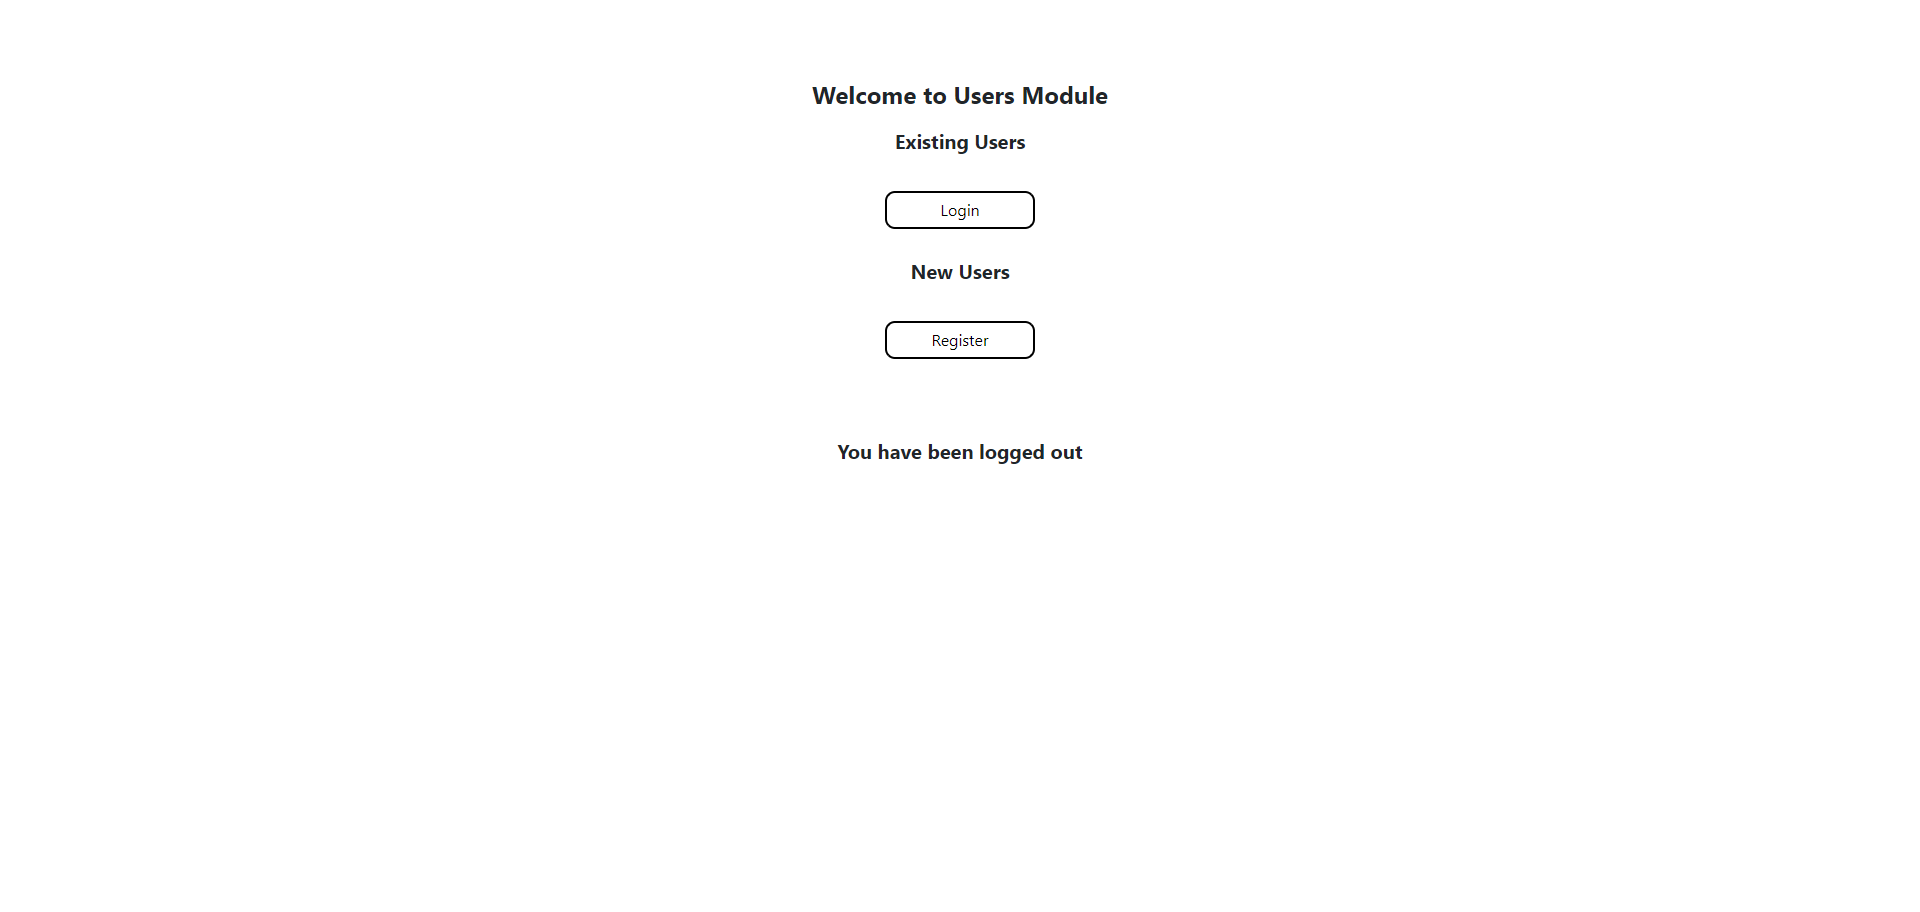 Welcome to Users Module
Existing Users
Login
New Users
Register
You have been logged out